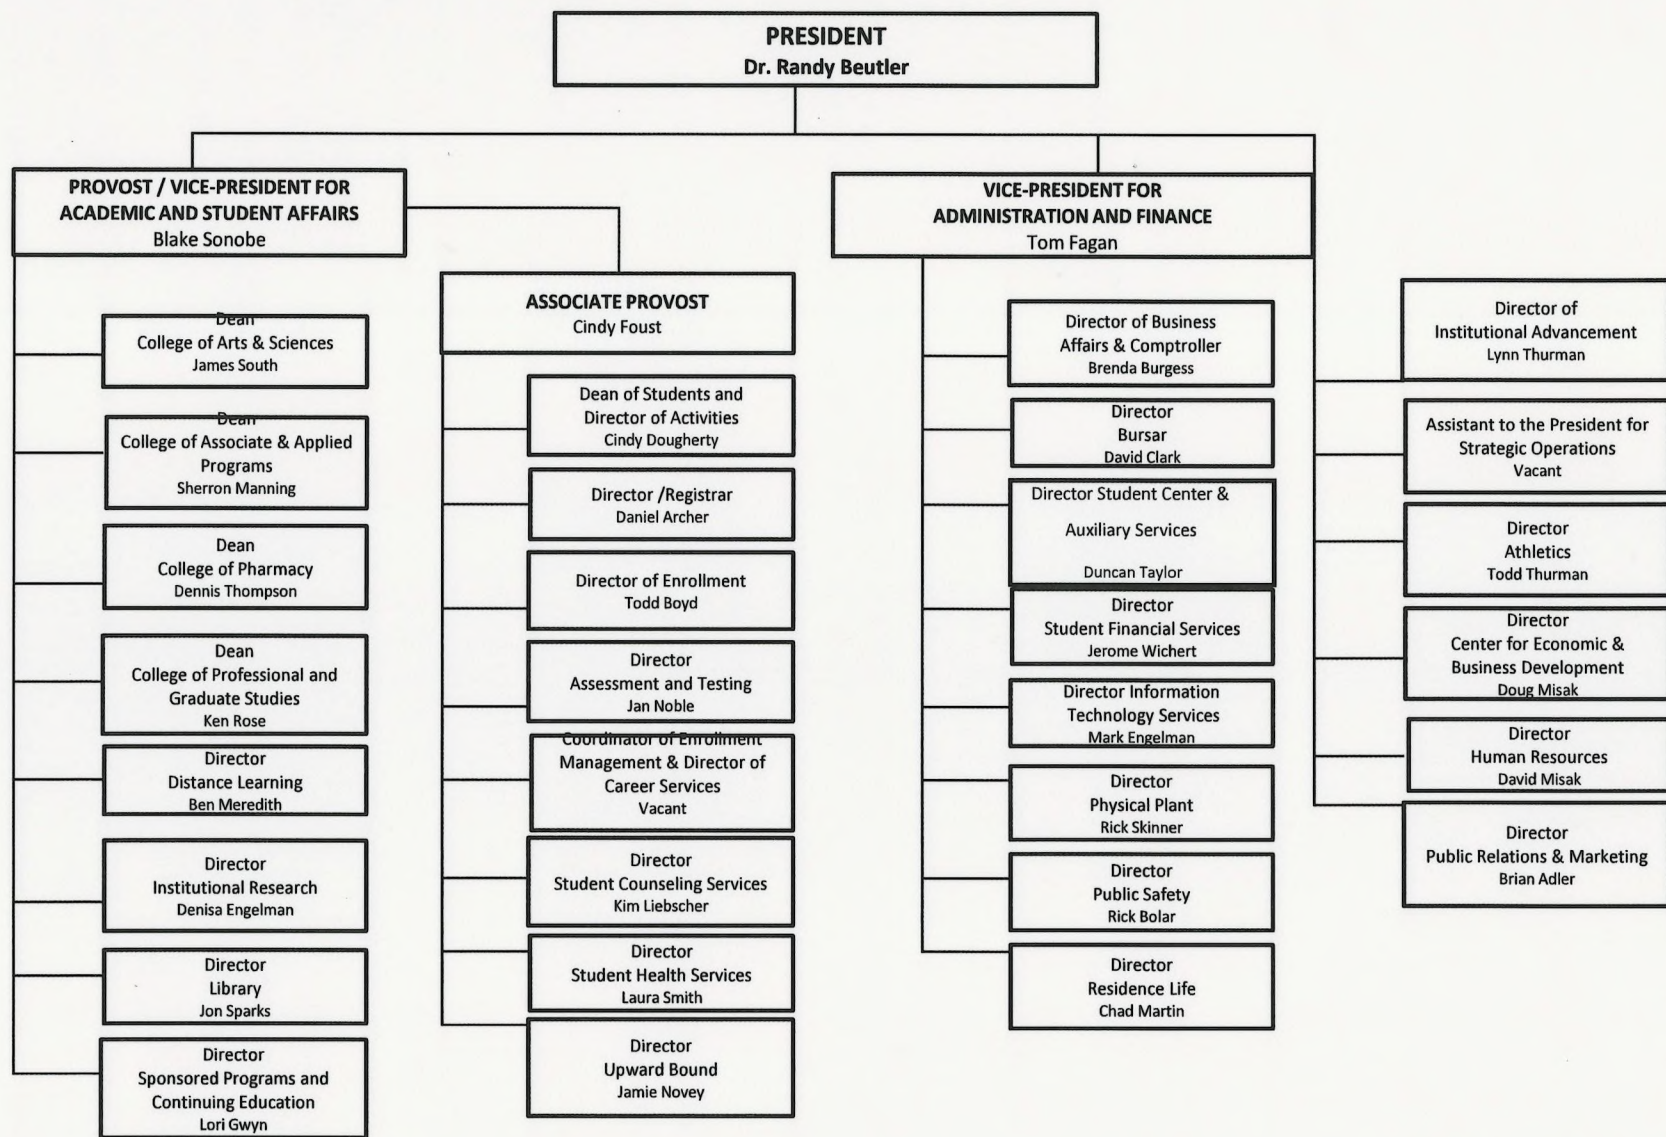 PRESIDENT
Dr. Randy Beutler
PROVOST / VICE-PRESIDENT FOR
ACADEMIC AND STUDENT AFFAIRS
Blake Sonobe
Dean
College of Arts & Sciences
James South
Dean
College of Associate & Applied
Programs
Sherron Manning
Dean
College of Pharmacy
Dennis Thompson
Dean
College of Professional and
Graduate Studies
Ken Rose
Director
Distance Learning
Ben Meredith
Director
Institutional Research
Denisa Engelman
Director
Library
Jon Sparks
Director
Sponsored Programs and
Continuing Education
Lori Gwyn
ASSOCIATE PROVOST
Cindy Foust
Dean of Students and
Director of Activities
Cindy Dougherty
Director /Registrar
Daniel Archer
Director of Enrollment
Todd Boyd
Director
Assessment and Testing
Jan Noble
Coordinator of Enrollment
Management & Director of
Career Services
Vacant
Director
Student Counseling Services
Kim Liebscher
Director
Student Health Services
Laura Smith
Director
Upward Bound
Jamie Novey
VICE-PRESIDENT FOR
ADMINISTRATION AND FINANCE
Tom Fagan
Director of Business
Affairs & Comptroller
Brenda Burgess
Director
Bursar
David Clark
Director Student Center &
Auxiliary Services
Duncan Taylor
Director
Student Financial Services
Jerome Wichert
Director Information
Technology Services
Mark Engelman
Director
Physical Plant
Rick Skinner
Director
Public Safety
Rick Bolar
Director
Residence Life
Chad Martin
Director of
Institutional Advancement
Lynn Thurman
Assistant to the President for
Strategic Operations
Vacant
Director
Athletics
Todd Thurman
Director
Center for Economic &
Business Development
Doug Misak
Director
Human Resources
David Misak
Director
Public Relations & Marketing
Brian Adler